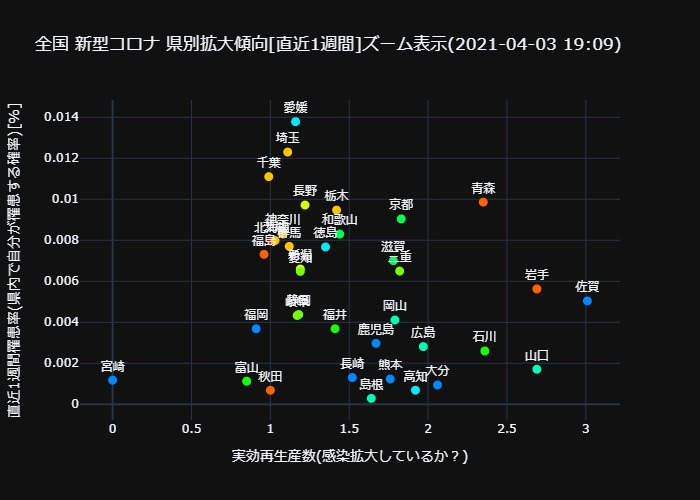 全国 新型コロナ 県別拡大傾向[直近1週間]ズーム表示(2021-04-03 19:09)
直近1週間罹患率(県内で自分が罹患する確率)[%]
0.014
0.012
0.01
0.008
0.006
0.004
0.002
0
愛媛
埼玉
千葉
長野
栃木
青森
京都
和歌山
神奈川
徳島
福島
滋賀
三重
愛知
岩手
佐賀
岡山
福岡
福井
鹿児島
広島
石川
山口
宮崎
富山
秋田
長崎
熊本
島根
高知
大分
0
0.5
1
1.5
2
2.5
3
実効再生産数(感染拡大しているか？)